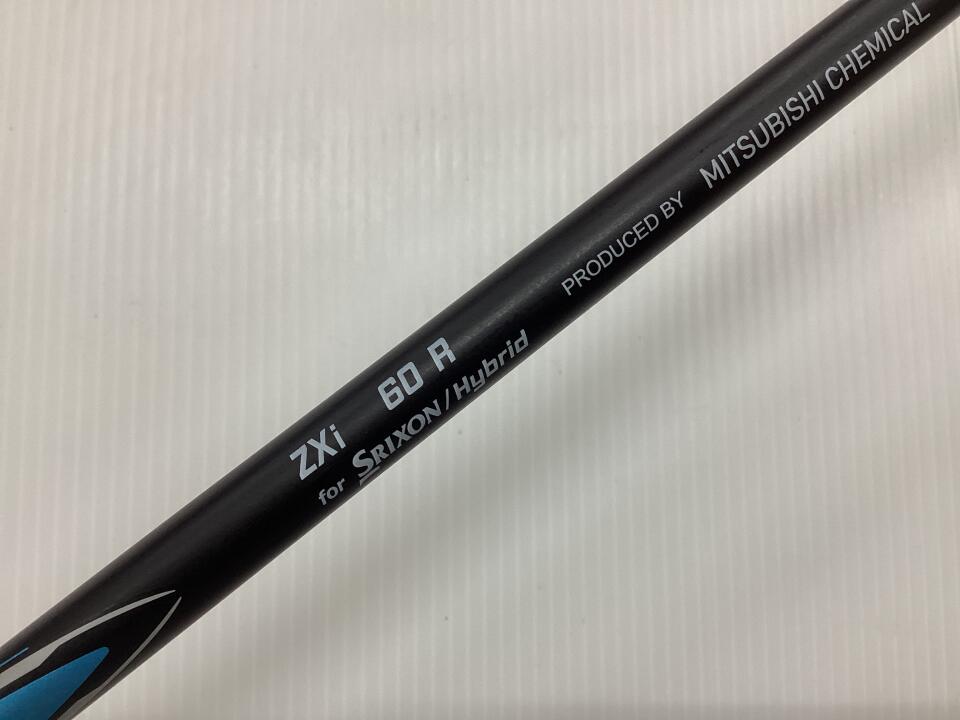 ZXi 60 R
for SRIXON/Hybrid
PRODUCED BY MITSUBISHI CHEMICAL